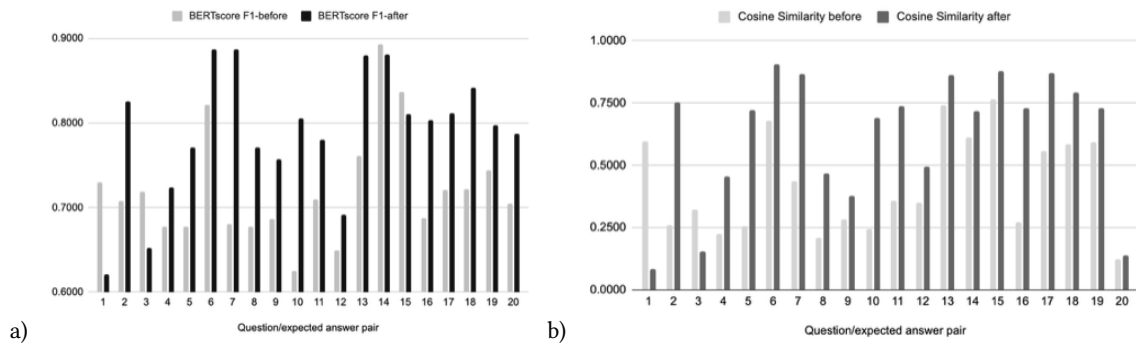 BERTscore F1-before BERTscore F1-after
0.9000
0.8000
0.7000
0.6000
1 2 3 4 5 6 7 8 9 10 11 12 13 14 15 16 17 18 19 20
Question/expected answer pair
a)
Cosine Similarity before Cosine Similarity after
1.0000
0.7500
0.5000
0.2500
0.0000
1 2 3 4 5 6 7 8 9 10 11 12 13 14 15 16 17 18 19 20
Question/expected answer pair
b)